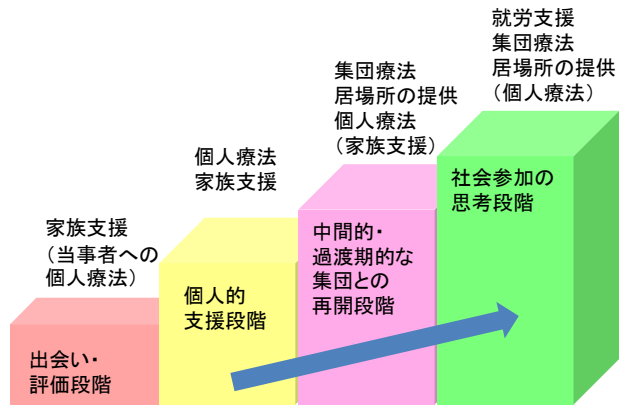 家族支援
（当事者への
個人療法）
出会い・
評価段階
個人療法
家族支援
個人的
支援段階
集団療法
居場所の提供
個人療法
（家族支援）
中間的・
過渡期的な
集団との
再開段階
就労支援
集団療法
居場所の提供
（個人療法）
社会参加の
思考段階